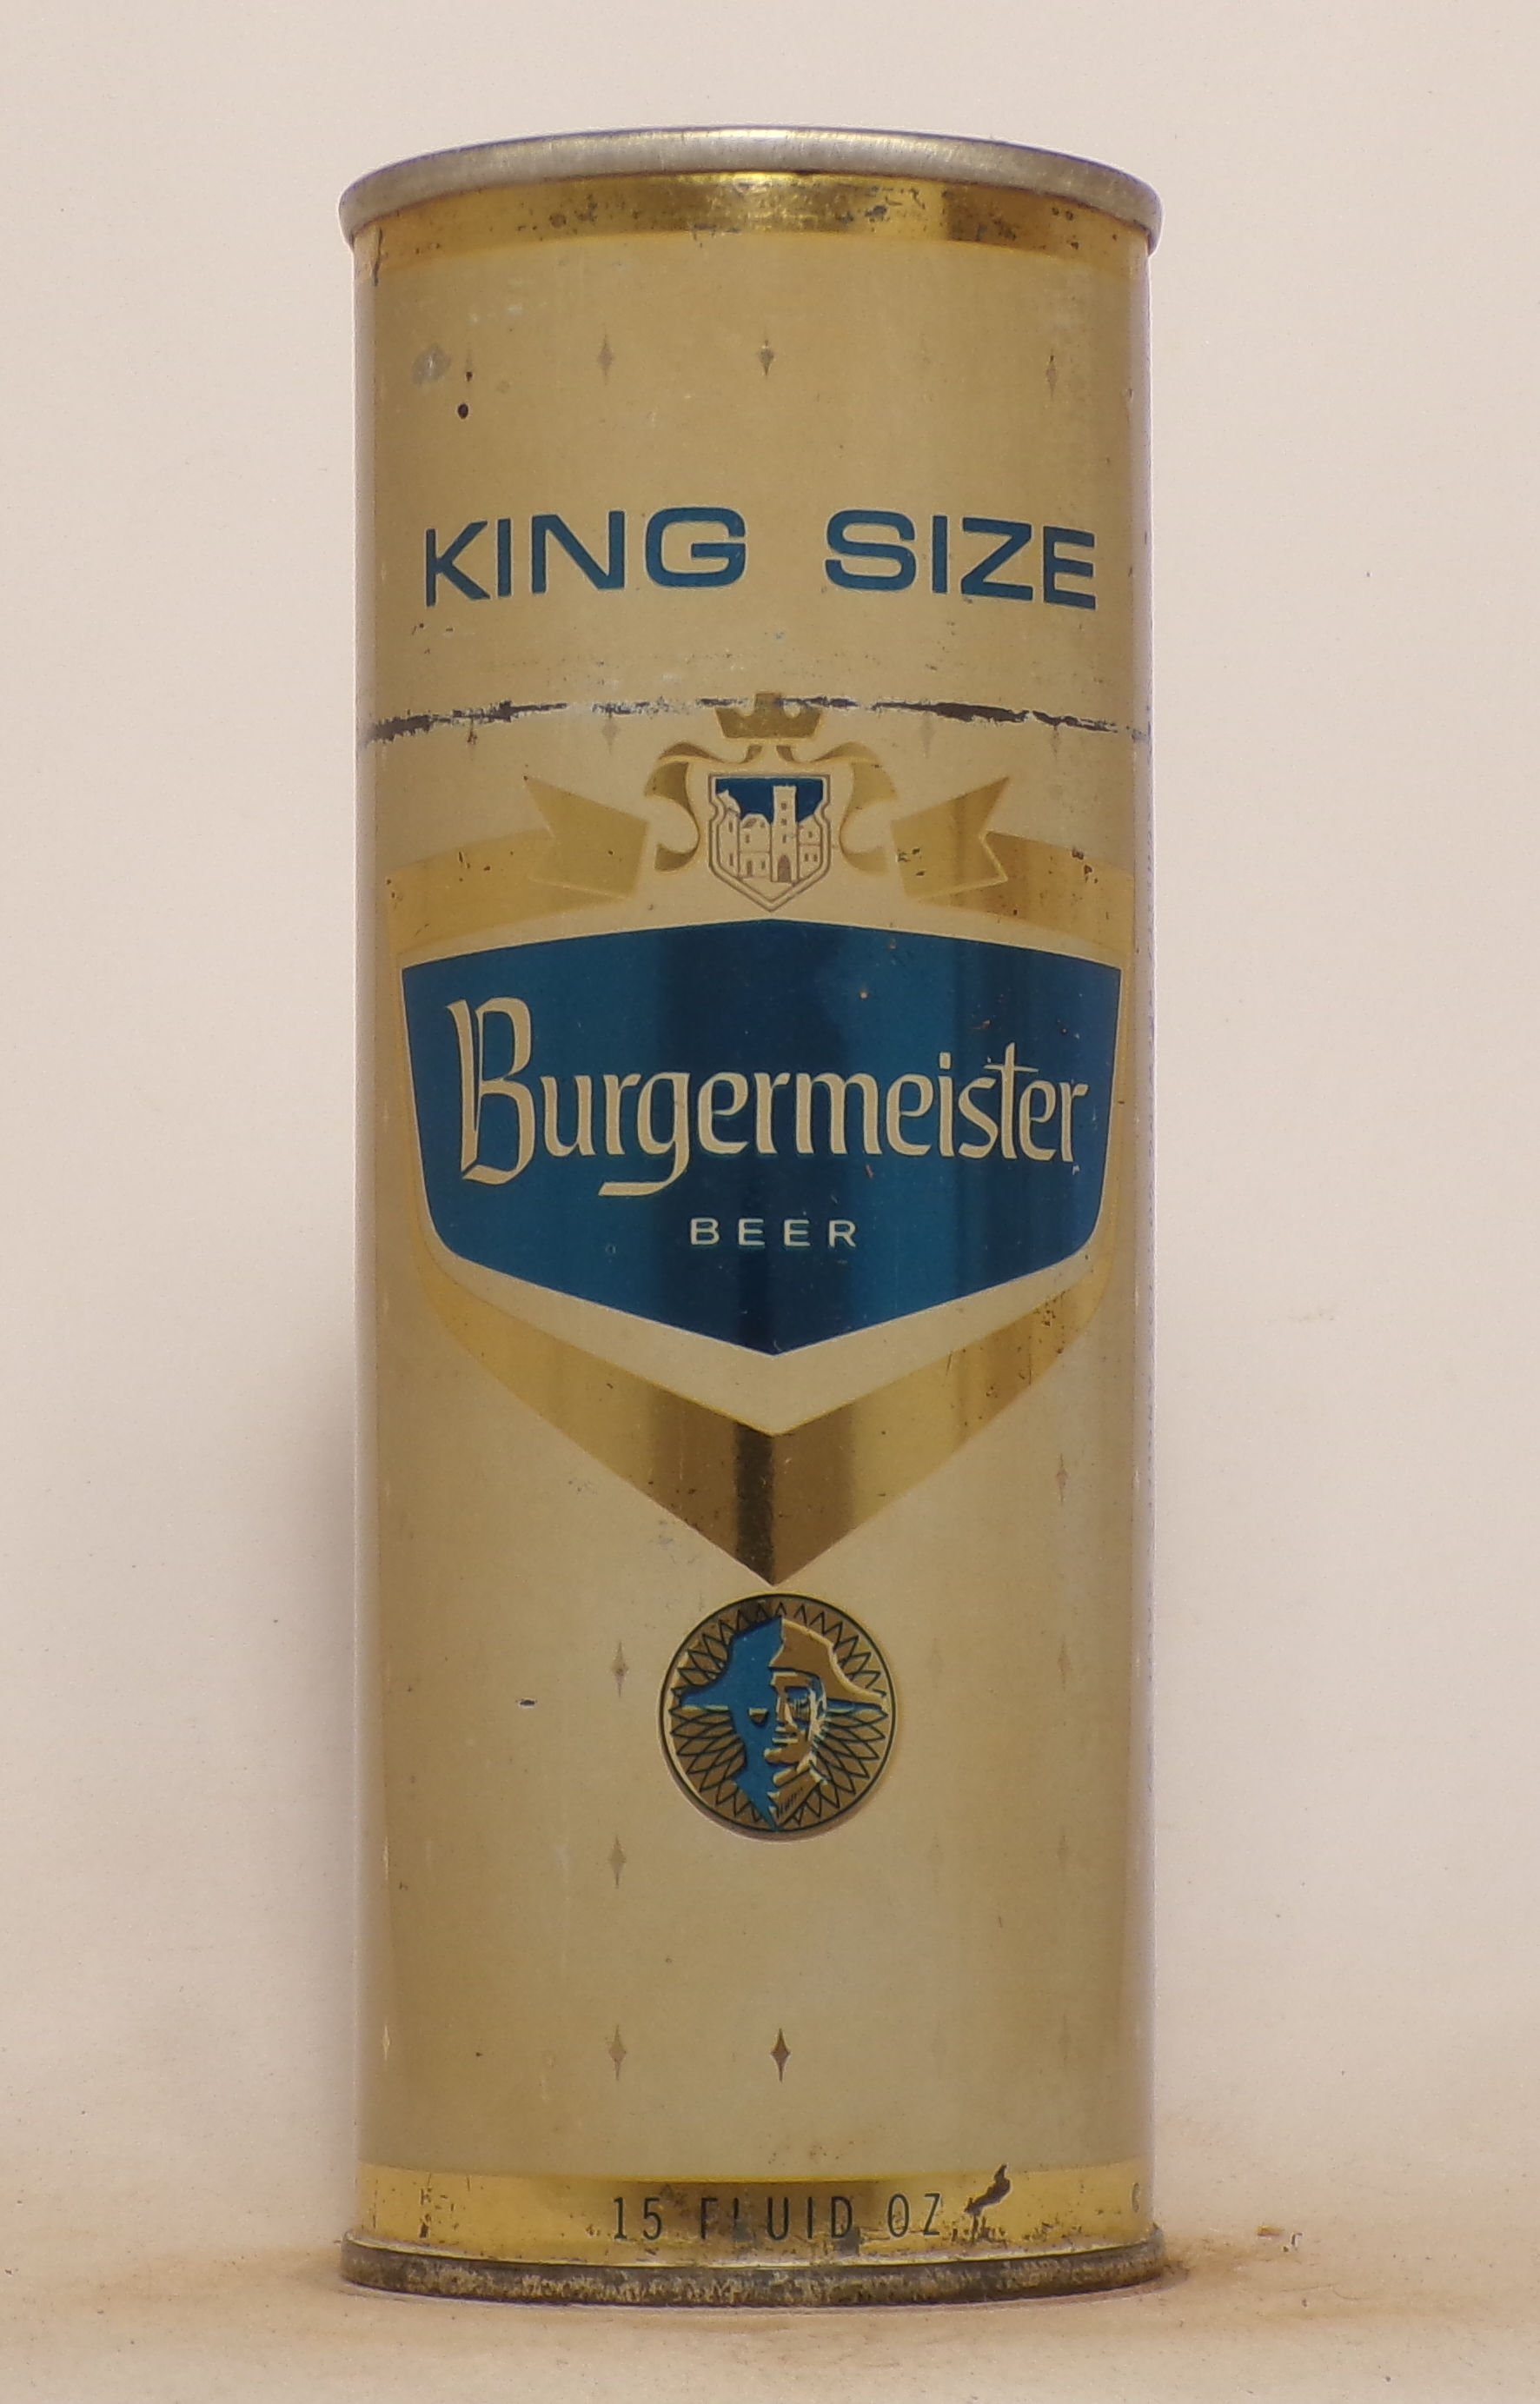 KING SIZE
Burgermeister
BEER
15 FLUID OZ